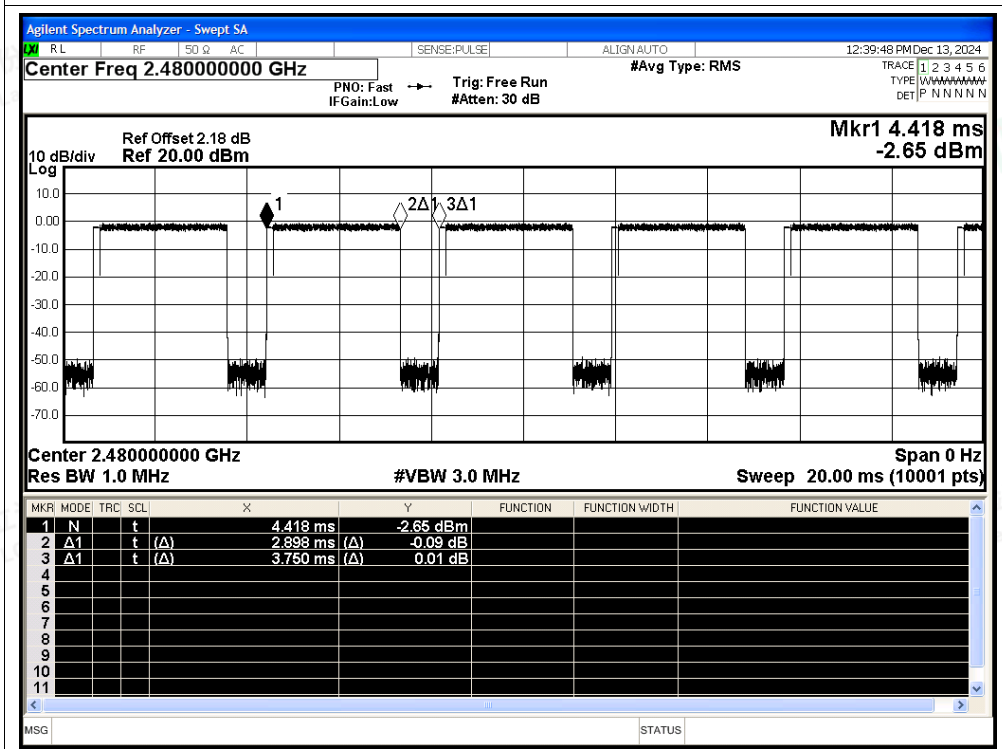 Agilent Spectrum Analyzer - Swept SA
LXI RL RF 50 Ω AC SENSE:PULSE ALIGN AUTO 12:39:48 PM Dec 13, 2024
Center Freq 2.480000000 GHz #Avg Type: RMS TRACE 1 2 3 4 5 6
PNO: Fast Trig: Free Run TYPE W
IFGain:Low #Atten: 30 dB DET P N N N N N
Mkr1 4.418 ms
-2.65 dBm
Ref Offset 2.18 dB
10 dB/div Ref 20.00 dBm
Log
10.0
1 2Δ1 3Δ1
0.00
-10.0
-20.0
-30.0
-40.0
-50.0
-60.0
-70.0
Center 2.480000000 GHz Span 0 Hz
Res BW 1.0 MHz #VBW 3.0 MHz Sweep 20.00 ms (10001 pts)
MKR MODE TRC SCL X Y FUNCTION FUNCTION WIDTH FUNCTION VALUE
1 N t 4.418 ms -2.65 dBm
2 Δ1 t (Δ) 2.898 ms (Δ) -0.09 dB
3 Δ1 t (Δ) 3.750 ms (Δ) 0.01 dB
4
5
6
7
8
9
10
11
MSG STATUS